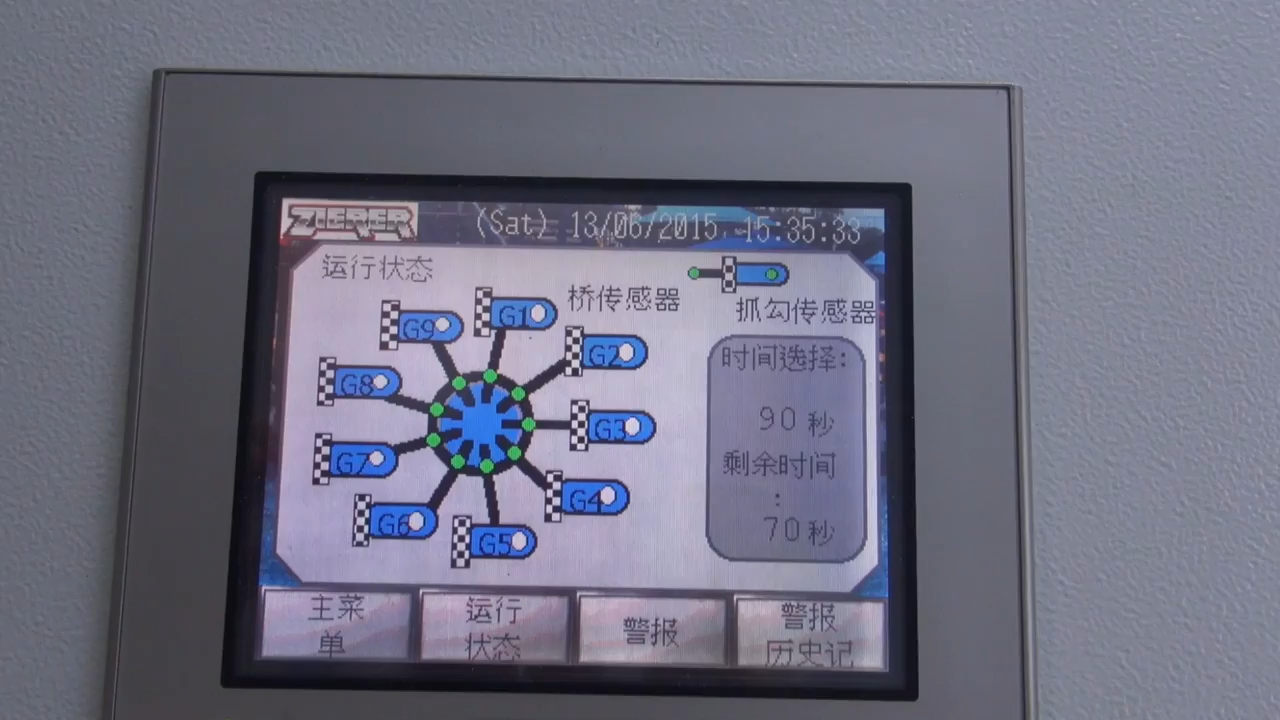 ZIERER
(Sat) 13/06/2015 15:35:33
运行状态
桥传感器
抓勾传感器
G1
G2
G3
G4
G5
G6
G7
G8
G9
时间选择:
90 秒
剩余时间
:
70 秒
主菜
单
运行
状态
警报
警报
历史记